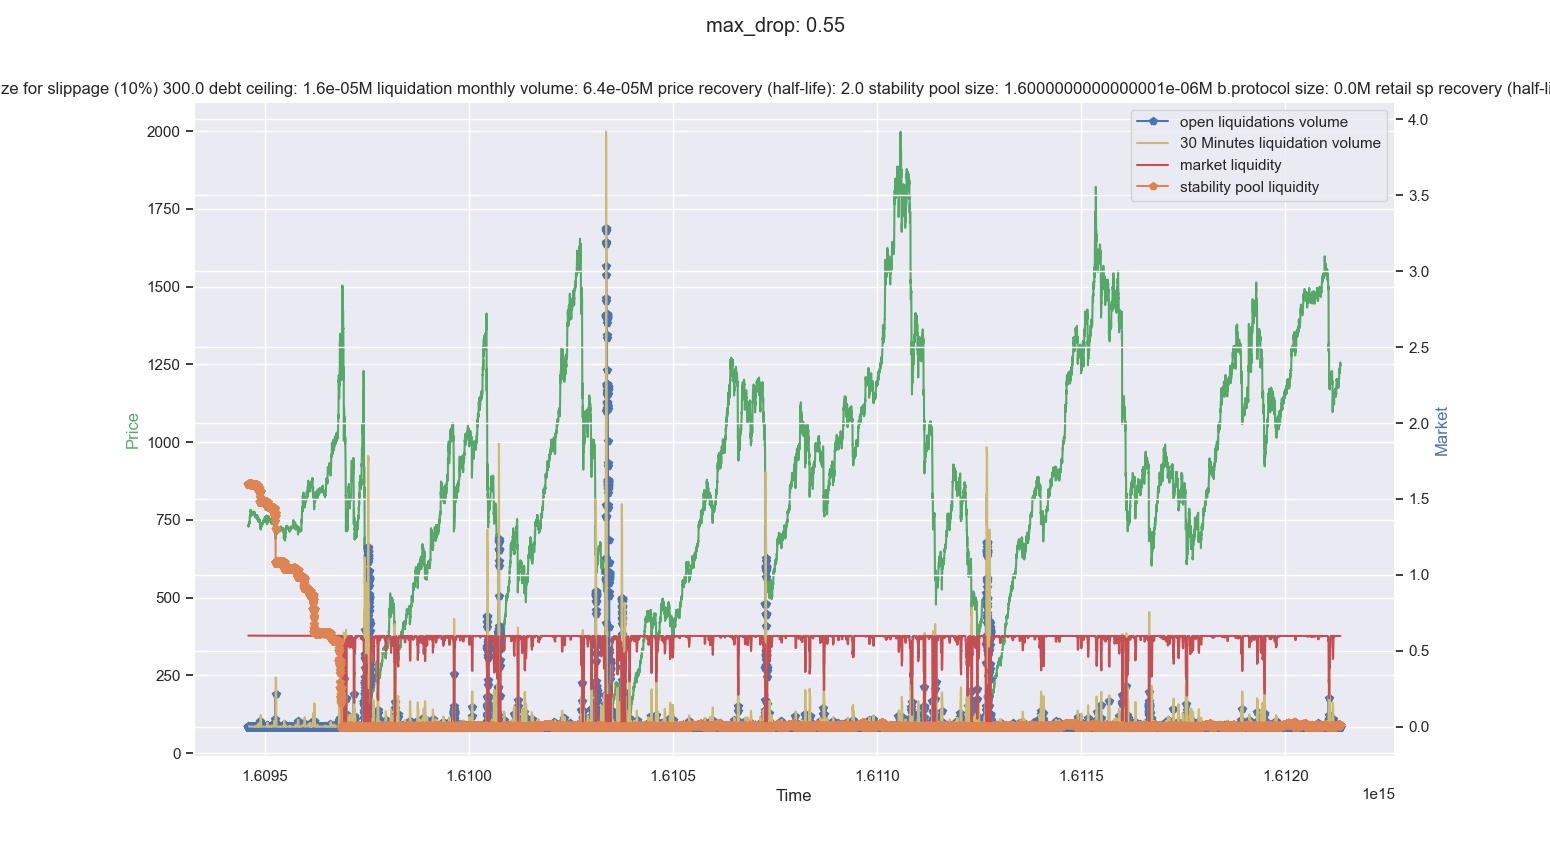 max_drop: 0.55
ze for slippage (10%) 300.0 debt ceiling: 1.6e-05M liquidation monthly volume: 6.4e-05M price recovery (half-life): 2.0 stability pool size: 1.6000000000000001e-06M b.protocol size: 0.0M retail sp recovery (half-li
open liquidations volume
30 Minutes liquidation volume
market liquidity
stability pool liquidity
2000
1750
1500
1250
1000
750
500
250
0
Price
4.0
3.5
3.0
2.5
2.0
1.5
1.0
0.5
0.0
Market
1.6095 1.6100 1.6105 1.6110 1.6115 1.6120
1e15
Time